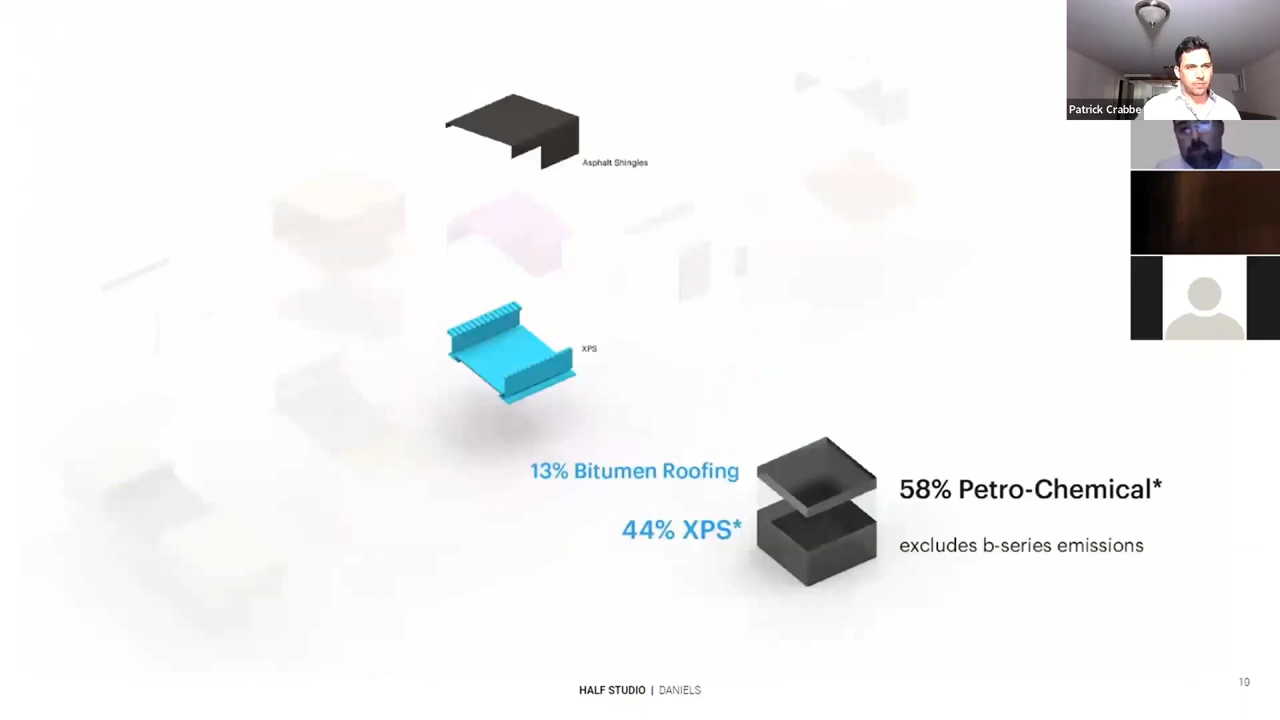 Patrick Crabbe
Asphalt Shingles
XPS
13% Bitumen Roofing
44% XPS*
58% Petro-Chemical*
excludes b-series emissions
HALF STUDIO | DANIELS
19